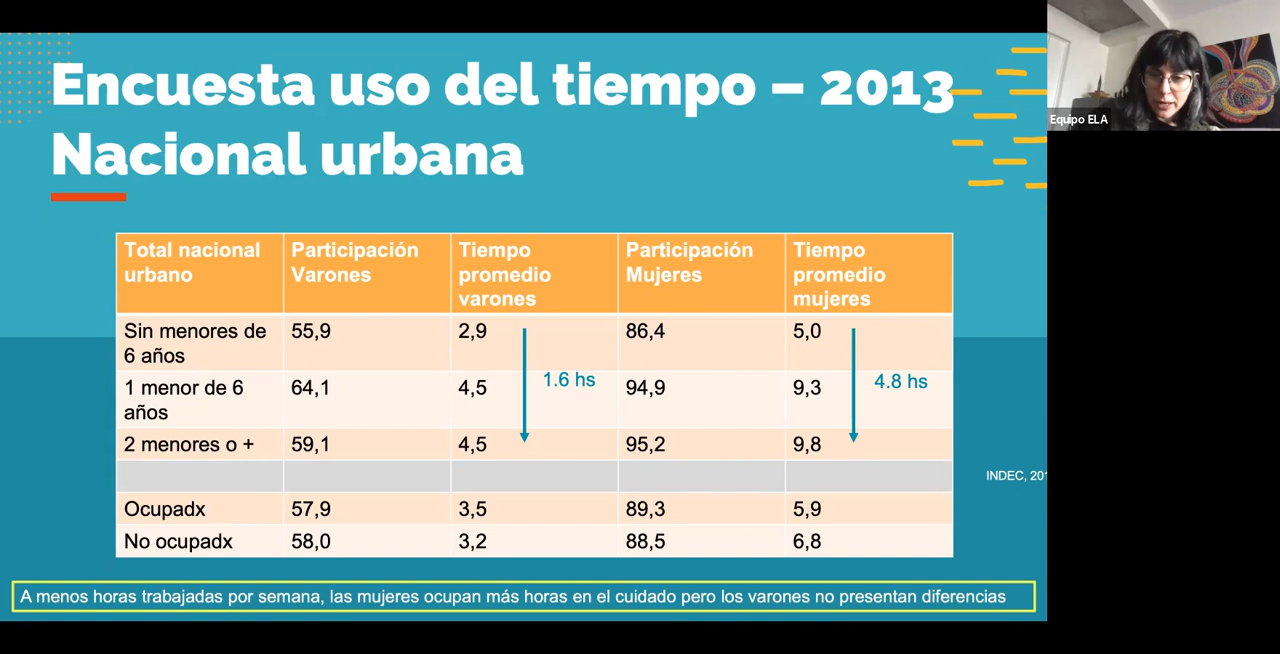 Encuesta uso del tiempo – 2013
Nacional urbana
Equipo ELA
Total nacional urbano Participación Varones Tiempo promedio varones Participación Mujeres Tiempo promedio mujeres
Sin menores de 6 años 55,9 2,9 86,4 5,0
1.6 hs 4.8 hs
1 menor de 6 años 64,1 4,5 94,9 9,3
2 menores o + 59,1 4,5 95,2 9,8
INDEC,
Ocupadx 57,9 3,5 89,3 5,9
No ocupadx 58,0 3,2 88,5 6,8
A menos horas trabajadas por semana, las mujeres ocupan más horas en el cuidado pero los varones no presentan diferencias